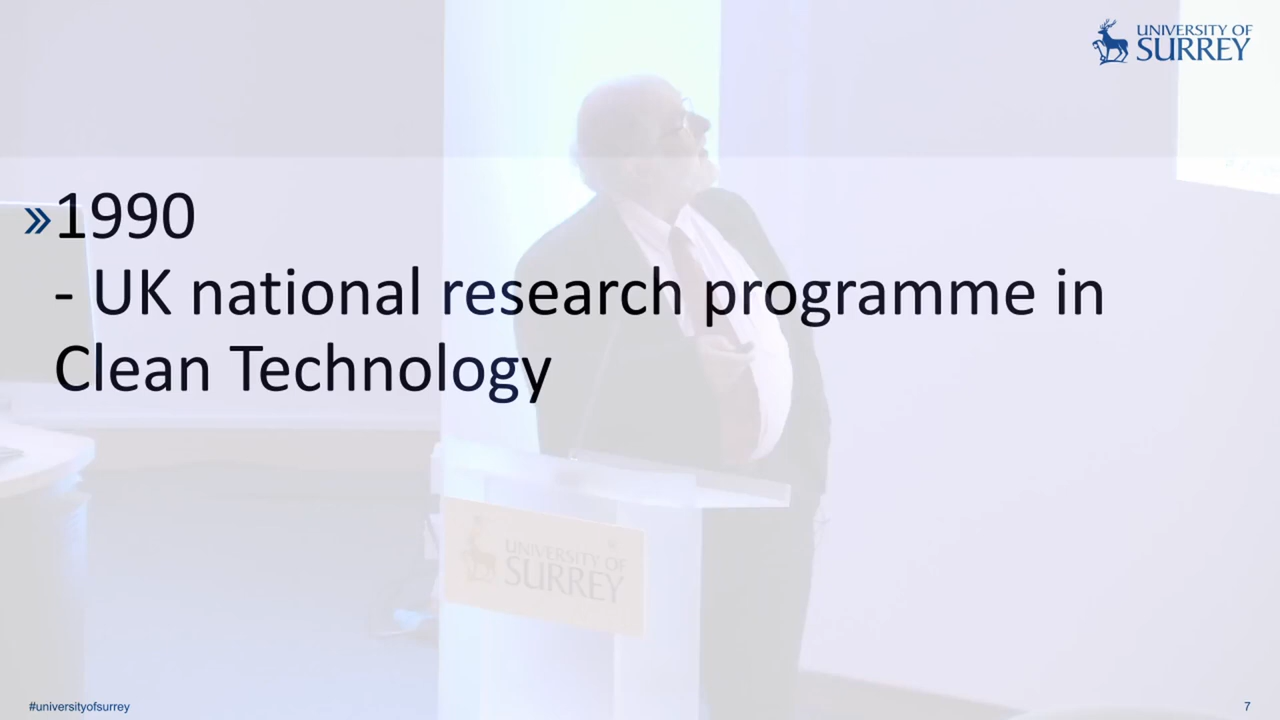 UNIVERSITY OF
SURREY
»1990
- UK national research programme in
Clean Technology
UNIVERSITY OF
SURREY
#universityofsurrey
7